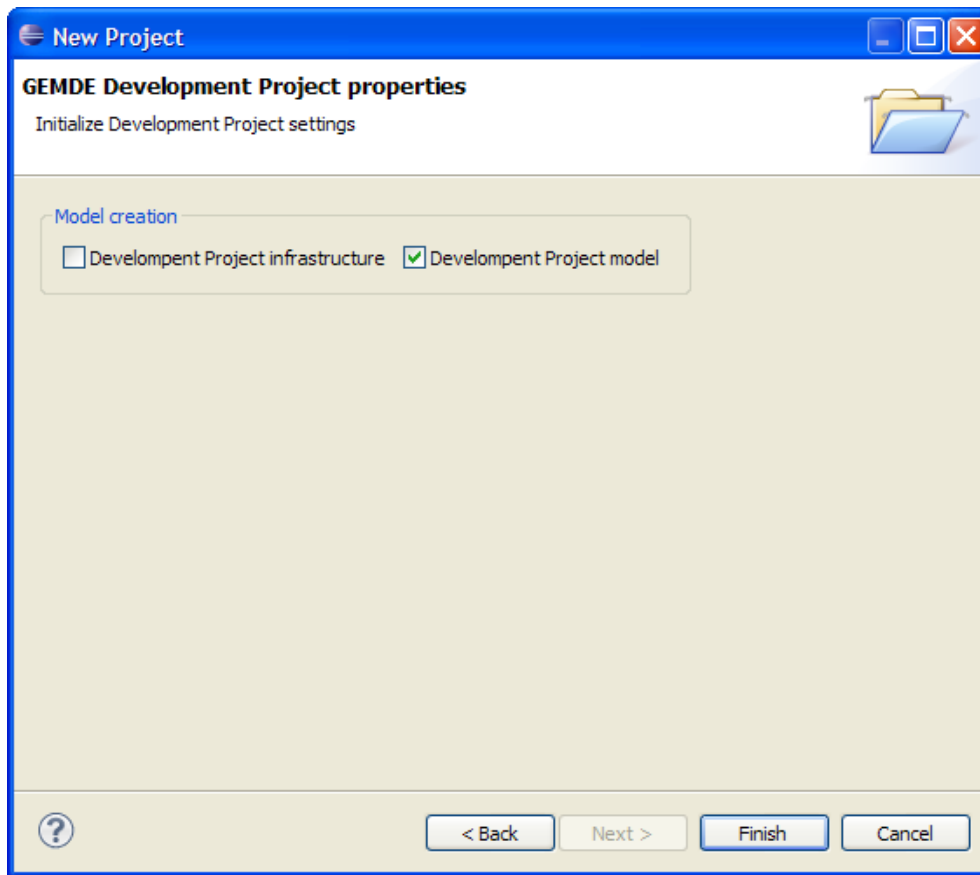 New Project
GEMDE Development Project properties
Initialize Development Project settings
Model creation
Develompent Project infrastructure Develompent Project model
?
< Back Next > Finish Cancel